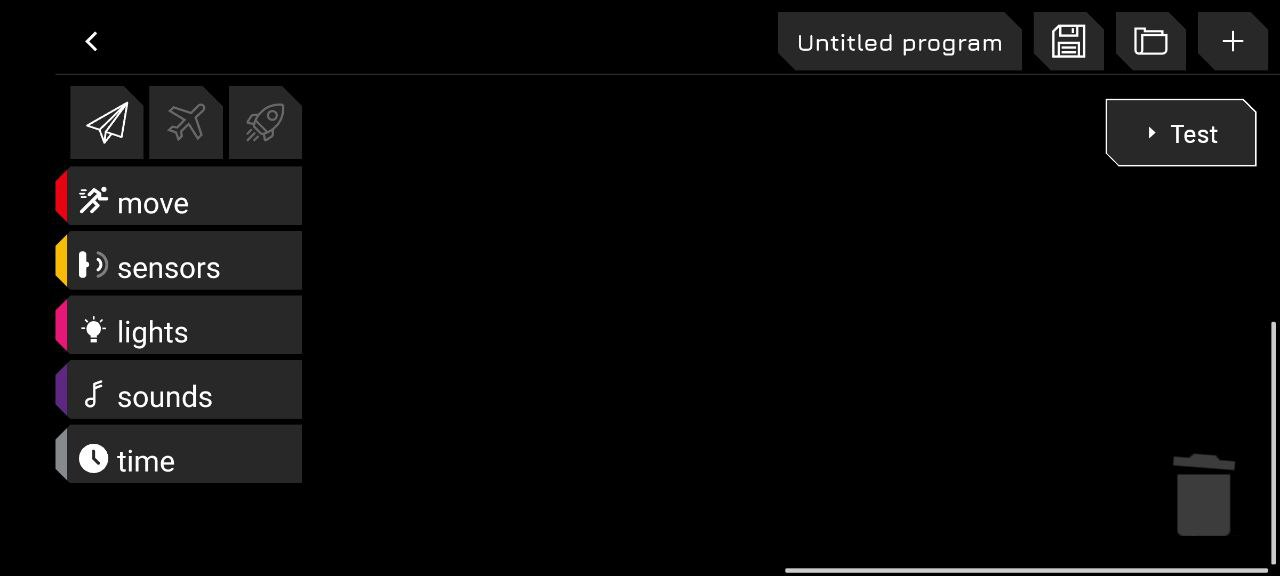 Untitled program
Test
move
sensors
lights
sounds
time